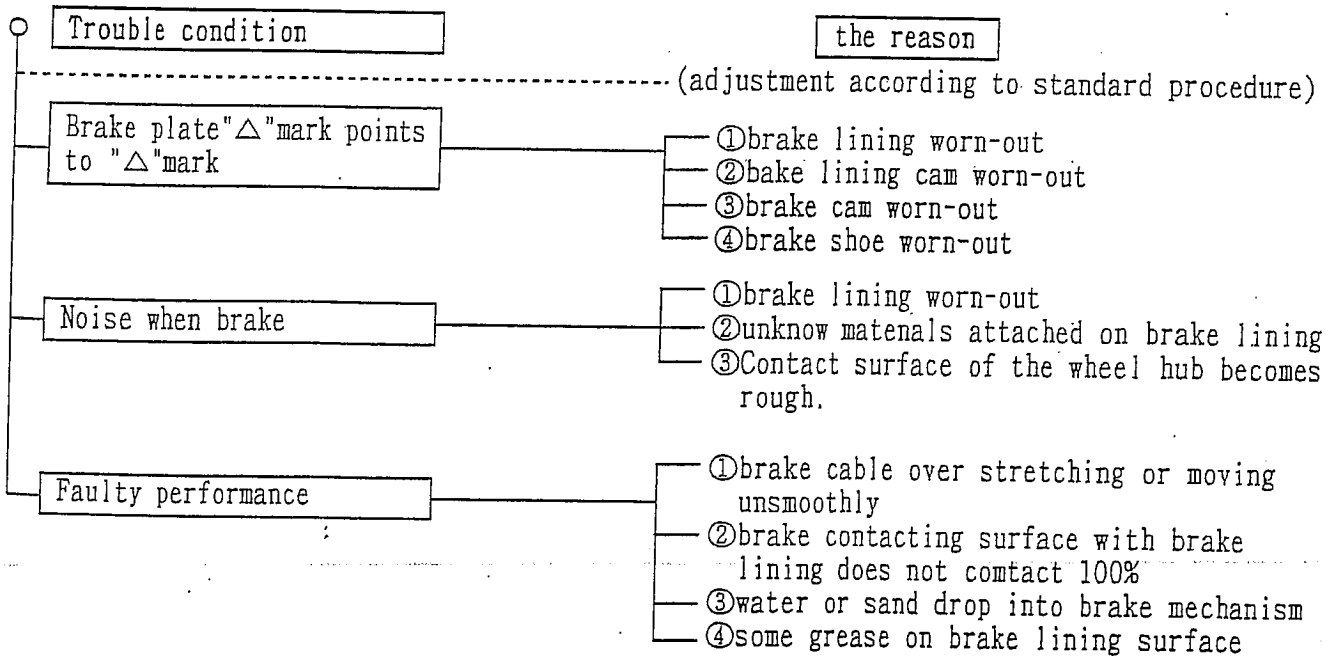 Trouble condition
the reason
(adjustment according to standard procedure)
Brake plate"△"mark points
to "△"mark
①brake lining worn-out
②bake lining cam worn-out
③brake cam worn-out
④brake shoe worn-out
Noise when brake
①brake lining worn-out
②unknow matenals attached on brake lining
③Contact surface of the wheel hub becomes
rough.
Faulty performance
①brake cable over stretching or moving
unsmoothly
②brake contacting surface with brake
lining does not comtact 100%
③water or sand drop into brake mechanism
④some grease on brake lining surface